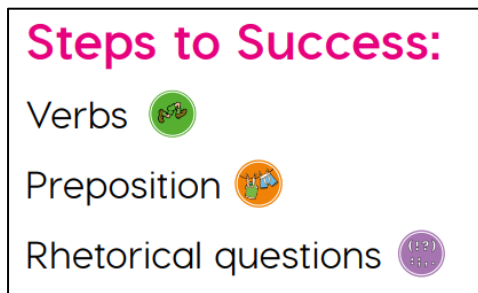 Steps to Success:
Verbs
Preposition
Rhetorical questions (!?)
:;,.